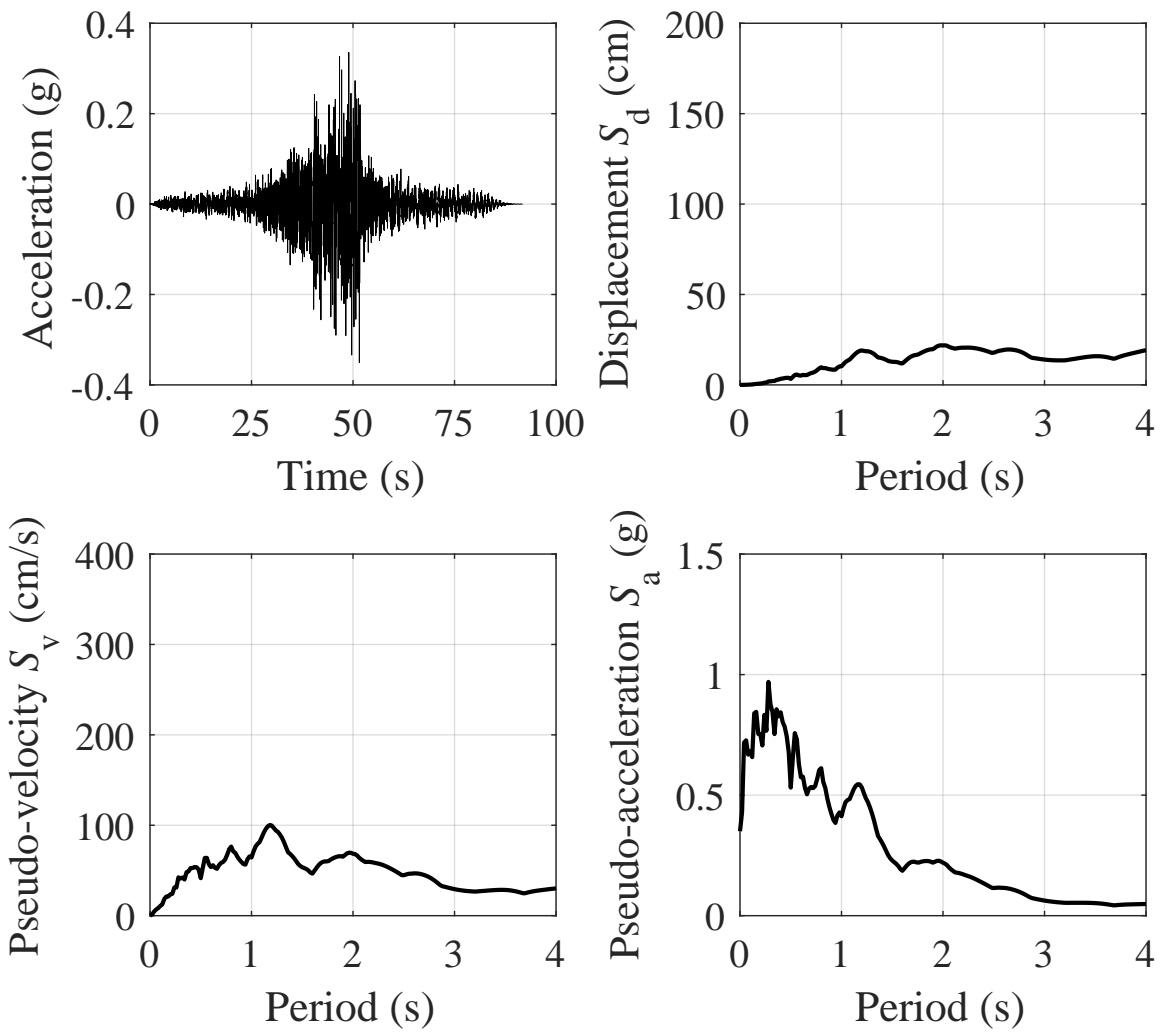 Acceleration (g)
0.4
0.2
0
-0.2
-0.4
0 25 50 75 100
Time (s)
Displacement S_d (cm)
200
150
100
50
0
0 1 2 3 4
Period (s)
Pseudo-velocity S_v (cm/s)
400
300
200
100
0
0 1 2 3 4
Period (s)
Pseudo-acceleration S_a (g)
1.5
1
0.5
0
0 1 2 3 4
Period (s)